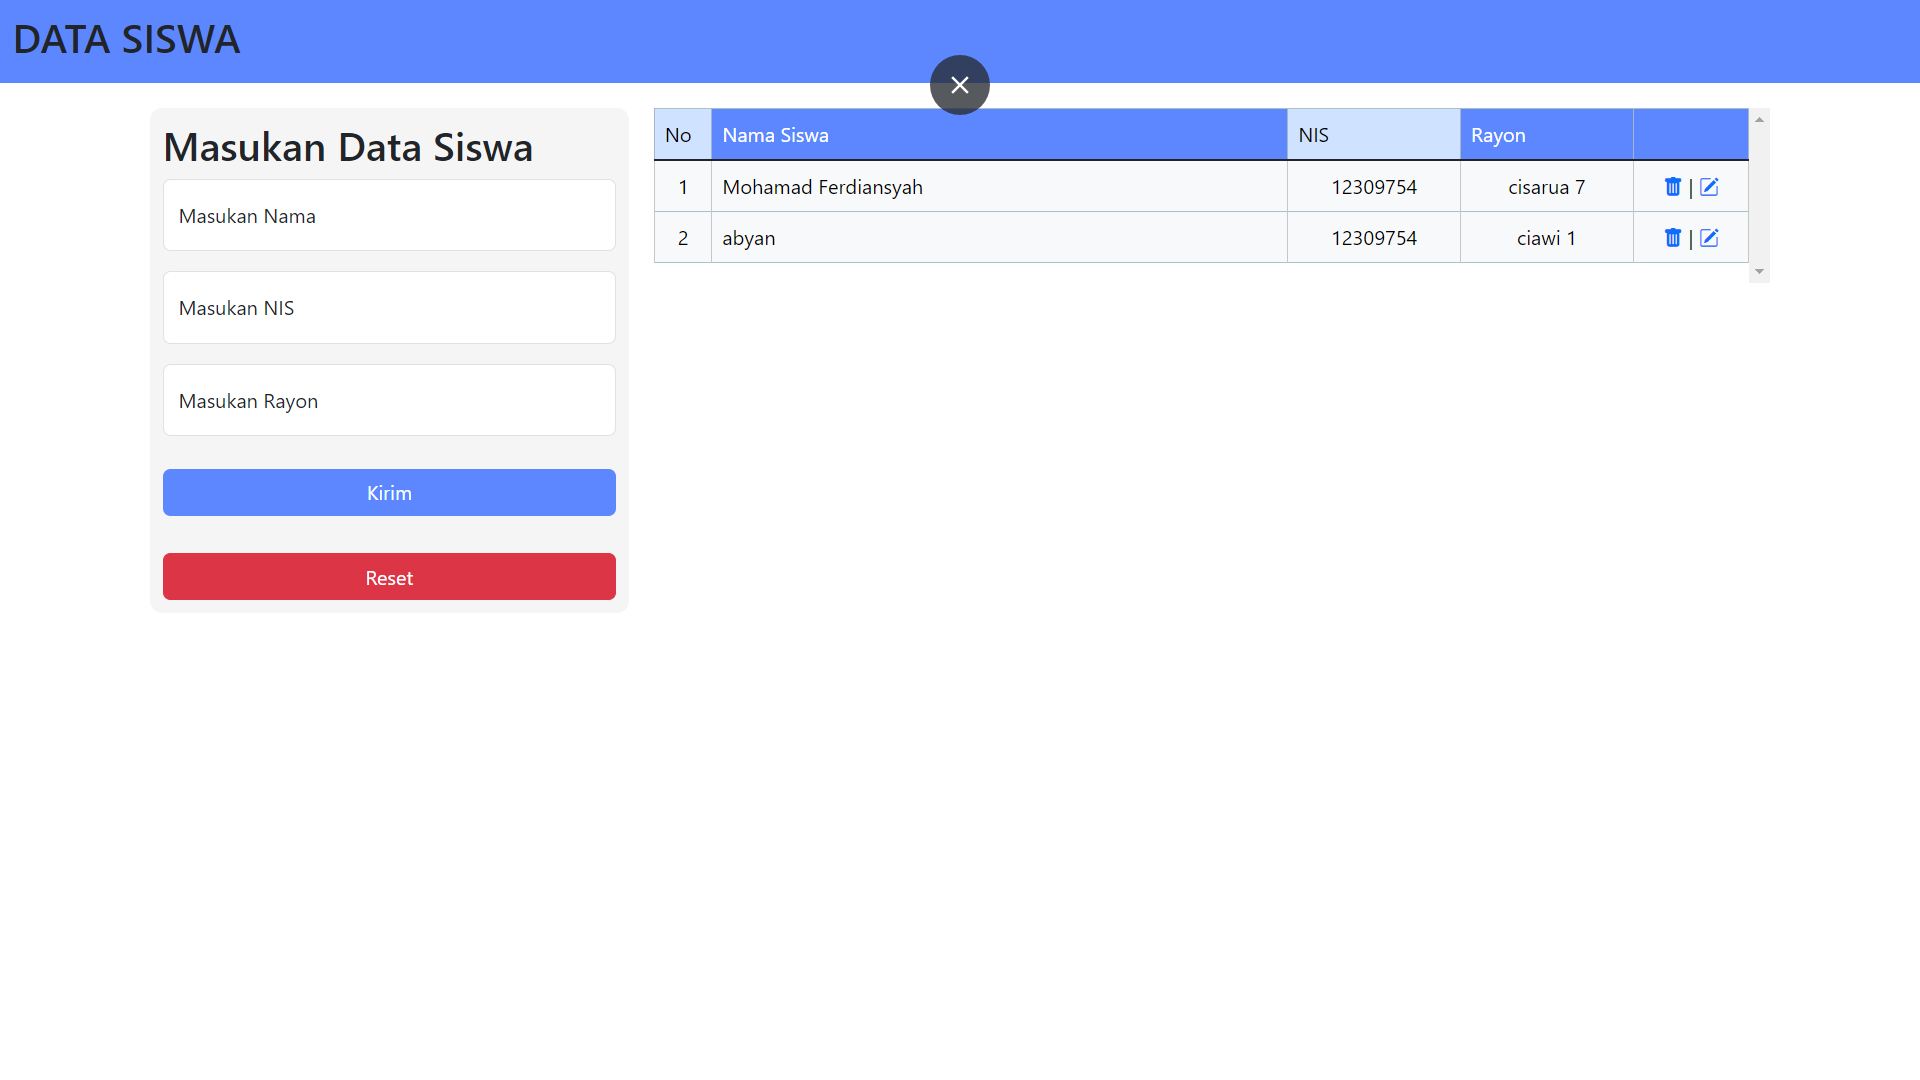 DATA SISWA
Masukan Data Siswa
Masukan Nama
Masukan NIS
Masukan Rayon
Kirim
Reset
No Nama Siswa NIS Rayon
1 Mohamad Ferdiansyah 12309754 cisarua 7 |
2 abyan 12309754 ciawi 1 |